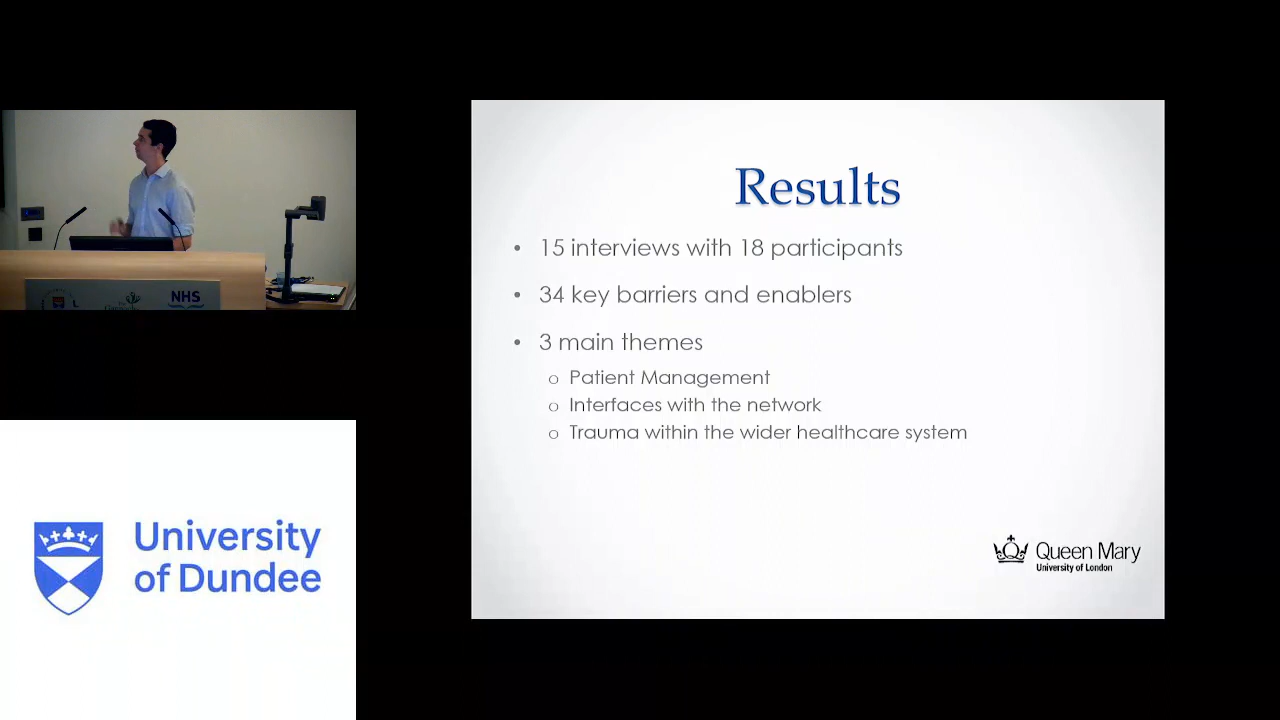 Results
• 15 interviews with 18 participants
• 34 key barriers and enablers
• 3 main themes
o Patient Management
o Interfaces with the network
o Trauma within the wider healthcare system
Queen Mary
University of London
NHS
University
of Dundee